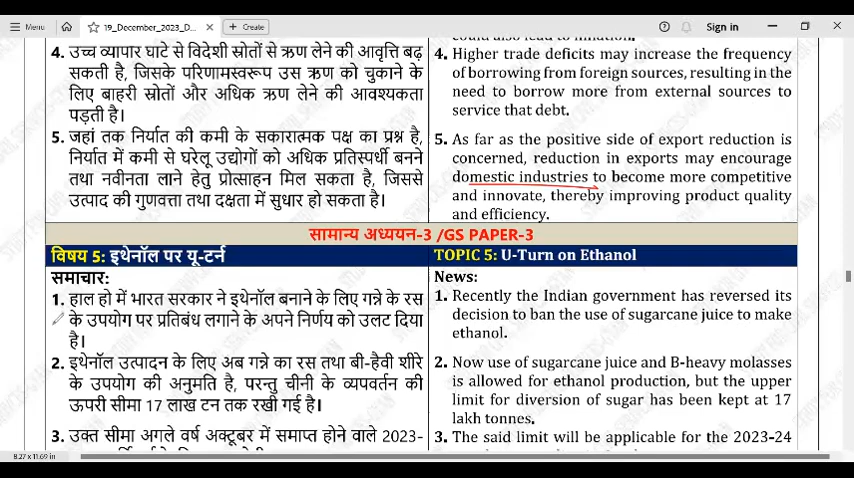 Menu
19_December_2023_D...
+ Create
Sign in
4. उच्च व्यापार घाटे से विदेशी स्रोतों से ऋण लेने की आवृत्ति बढ़
सकती है, जिसके परिणामस्वरूप उस ऋण को चुकाने के
लिए बाहरी स्रोतों और अधिक ऋण लेने की आवश्यकता
पड़ती है।
5. जहां तक निर्यात की कमी के सकारात्मक पक्ष का प्रश्न है,
निर्यात में कमी से घरेलू उद्योगों को अधिक प्रतिस्पर्धी बनने
तथा नवीनता लाने हेतु प्रोत्साहन मिल सकता है, जिससे
उत्पाद की गुणवत्ता तथा दक्षता में सुधार हो सकता है।
could also lead to inflation.
4. Higher trade deficits may increase the frequency
of borrowing from foreign sources, resulting in the
need to borrow more from external sources to
service that debt.
5. As far as the positive side of export reduction is
concerned, reduction in exports may encourage
domestic industries to become more competitive
and innovate, thereby improving product quality
and efficiency.
सामान्य अध्ययन-3 /GS PAPER-3
विषय 5: इथेनॉल पर यू-टर्न
समाचार:
1. हाल ही में भारत सरकार ने इथेनॉल बनाने के लिए गन्ने के रस
के उपयोग पर प्रतिबंध लगाने के अपने निर्णय को उलट दिया
है।
2. इथेनॉल उत्पादन के लिए अब गन्ने का रस तथा बी-हैवी शीरे
के उपयोग की अनुमति है, परन्तु चीनी के व्यपवर्तन की
ऊपरी सीमा 17 लाख टन तक रखी गई है।
3. उक्त सीमा अगले वर्ष अक्टूबर में समाप्त होने वाले 2023-
TOPIC 5: U-Turn on Ethanol
News:
1. Recently the Indian government has reversed its
decision to ban the use of sugarcane juice to make
ethanol.
2. Now use of sugarcane juice and B-heavy molasses
is allowed for ethanol production, but the upper
limit for diversion of sugar has been kept at 17
lakh tonnes.
3. The said limit will be applicable for the 2023-24
8.27 x 11.69 in